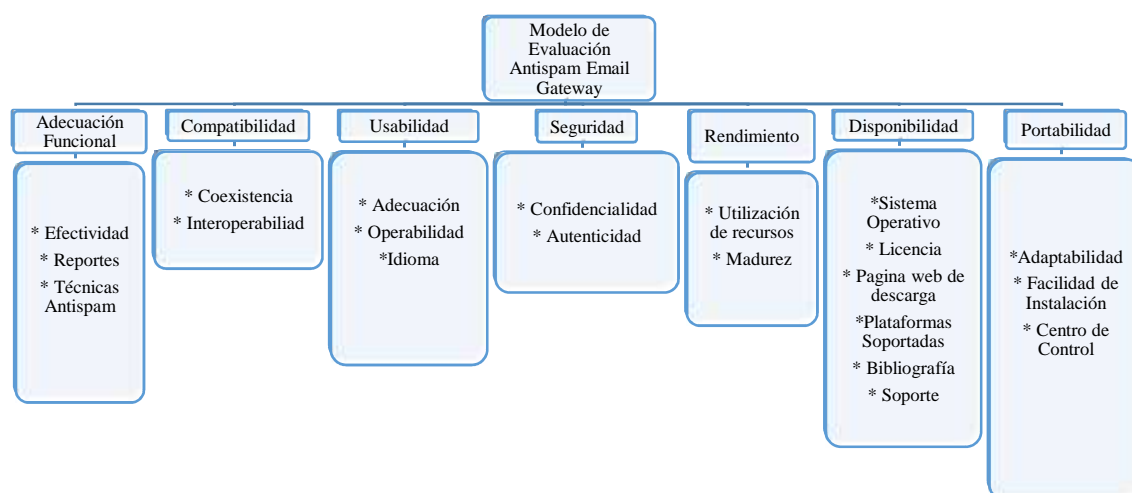 Modelo de
Evaluación
Antispam Email
Gateway
Adecuación
Funcional
* Efectividad
* Reportes
* Técnicas
Antispam
Compatibilidad
* Coexistencia
* Interoperabiliad
Usabilidad
* Adecuación
* Operabilidad
*Idioma
Seguridad
* Confidencialidad
* Autenticidad
Rendimiento
* Utilización
de recursos
* Madurez
Disponibilidad
*Sistema
Operativo
* Licencia
* Pagina web de
descarga
*Plataformas
Soportadas
* Bibliografía
* Soporte
Portabilidad
*Adaptabilidad
* Facilidad de
Instalación
* Centro de
Control